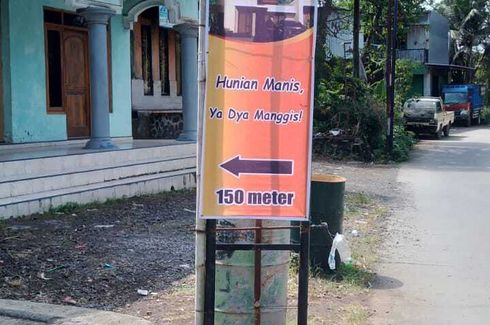 Hunian Manis,
Ya Dya Manggis!
150 meter